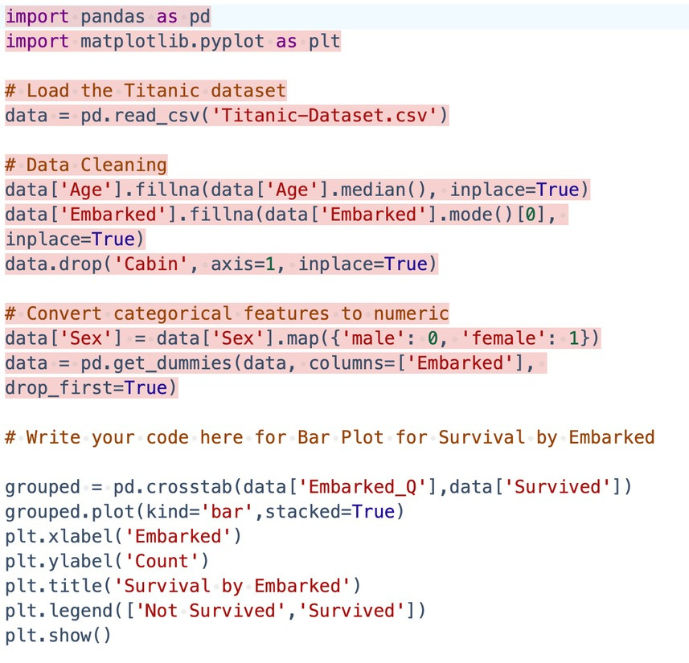 import pandas as pd
import matplotlib.pyplot as plt
# Load the Titanic dataset
data = pd.read_csv('Titanic-Dataset.csv')
# Data Cleaning
data['Age'].fillna(data['Age'].median(), inplace=True)
data['Embarked'].fillna(data['Embarked'].mode()[0],
inplace=True)
data.drop('Cabin', axis=1, inplace=True)
# Convert categorical features to numeric
data['Sex'] = data['Sex'].map({'male': 0, 'female': 1})
data = pd.get_dummies(data, columns=['Embarked'],
drop_first=True)
# Write your code here for Bar Plot for Survival by Embarked
grouped = pd.crosstab(data['Embarked_Q'],data['Survived'])
grouped.plot(kind='bar',stacked=True)
plt.xlabel('Embarked')
plt.ylabel('Count')
plt.title('Survival by Embarked')
plt.legend(['Not Survived','Survived'])
plt.show()